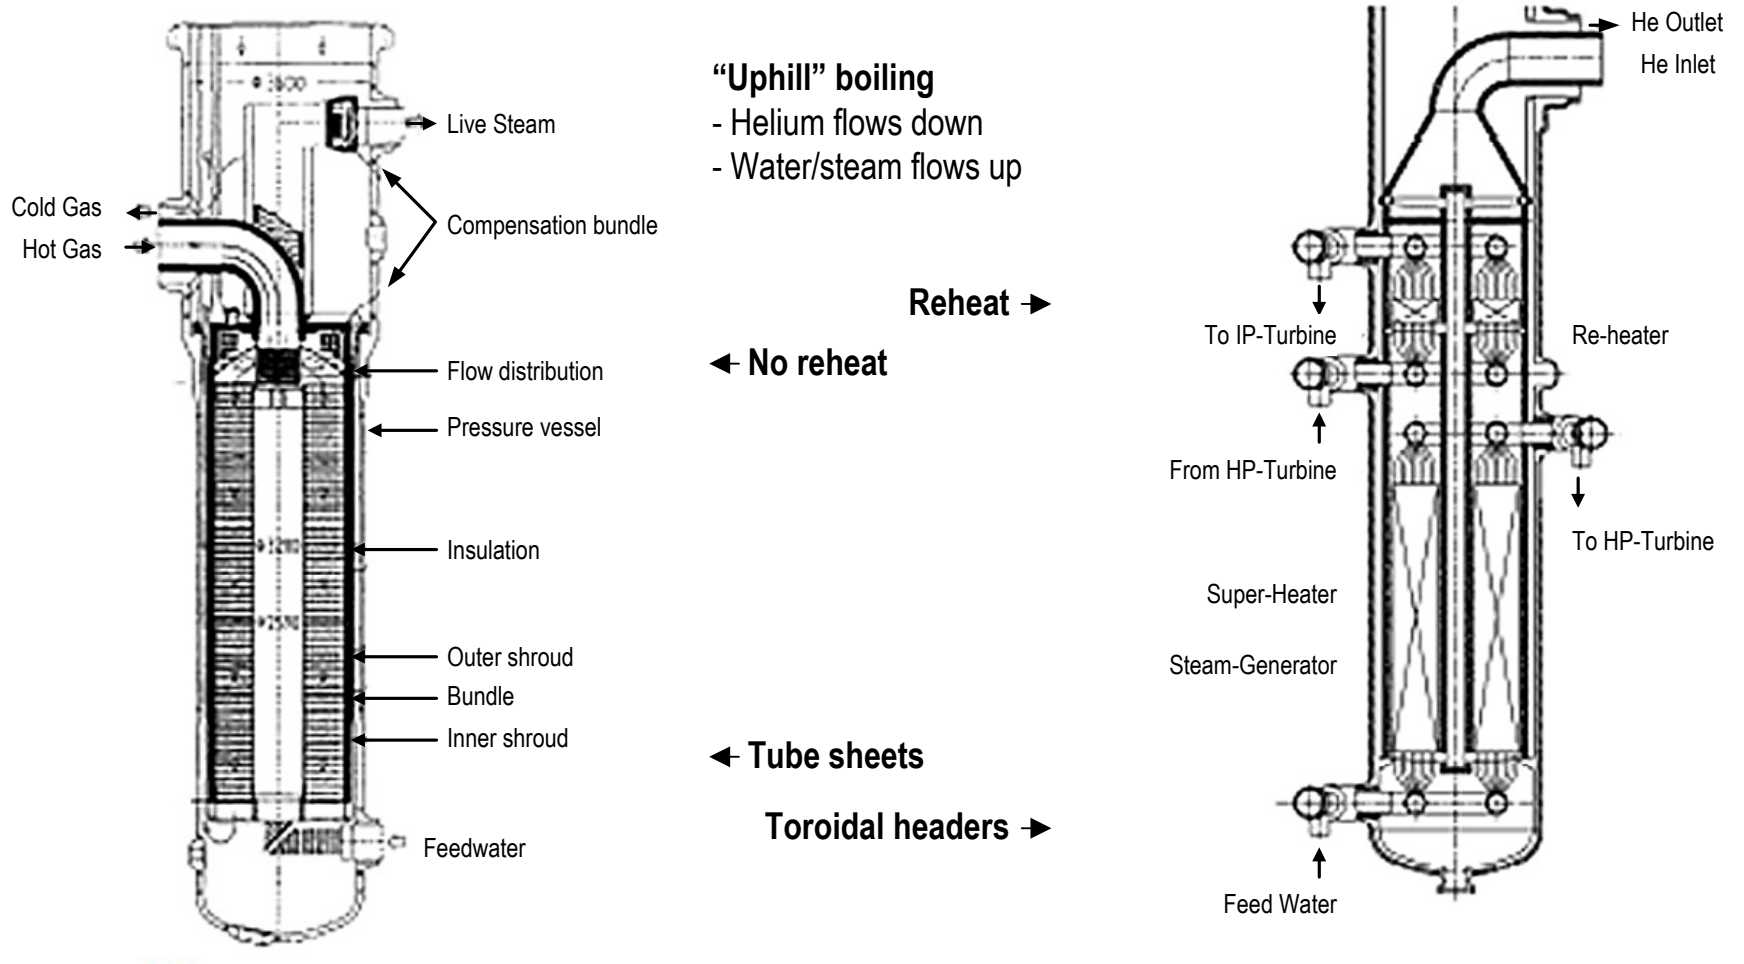 Live Steam
Cold Gas
Hot Gas
Compensation bundle
Flow distribution
Pressure vessel
Insulation
Outer shroud
Bundle
Inner shroud
Feedwater
“Uphill” boiling
- Helium flows down
- Water/steam flows up
Reheat
No reheat
Tube sheets
Toroidal headers
He Outlet
He Inlet
To IP-Turbine
Re-heater
From HP-Turbine
To HP-Turbine
Super-Heater
Steam-Generator
Feed Water